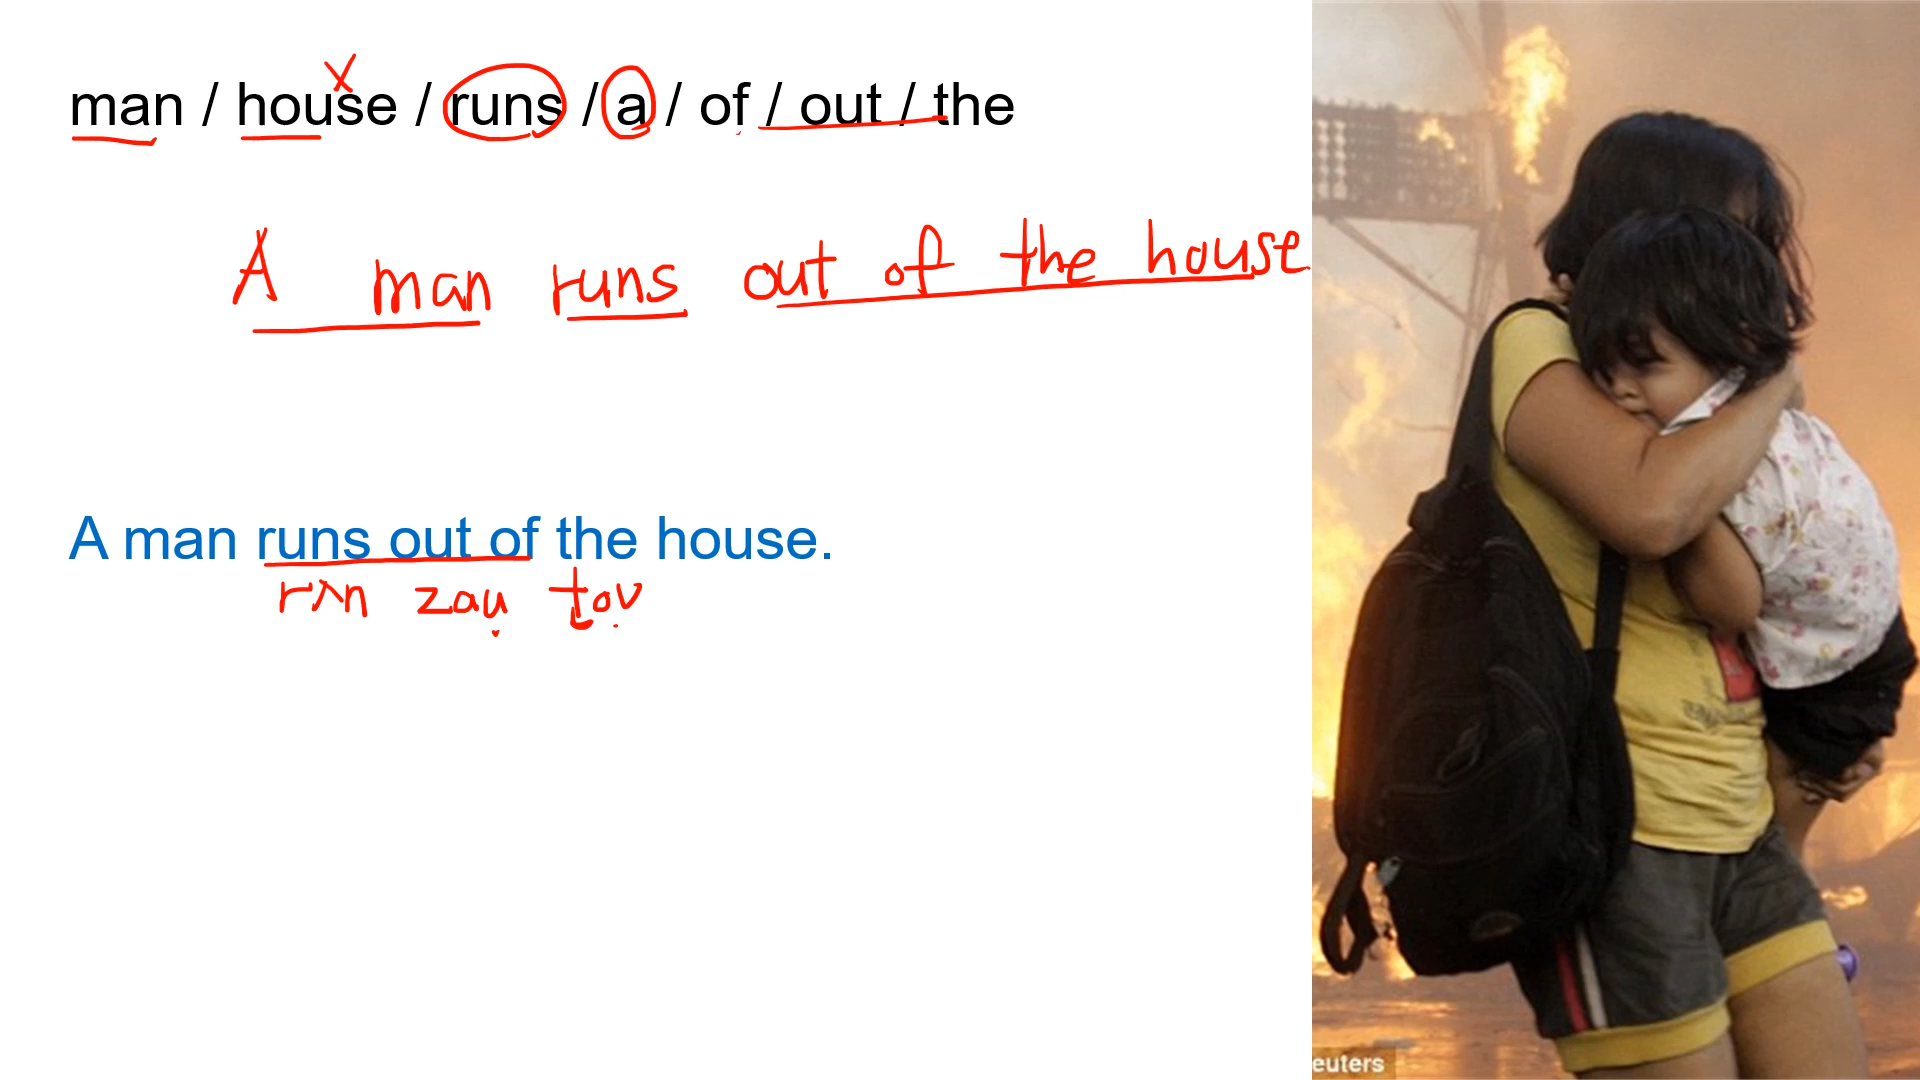 man / house / runs / a / of / out / the
A man runs out of the house
A man runs out of the house.
rʌn zau tov
euters